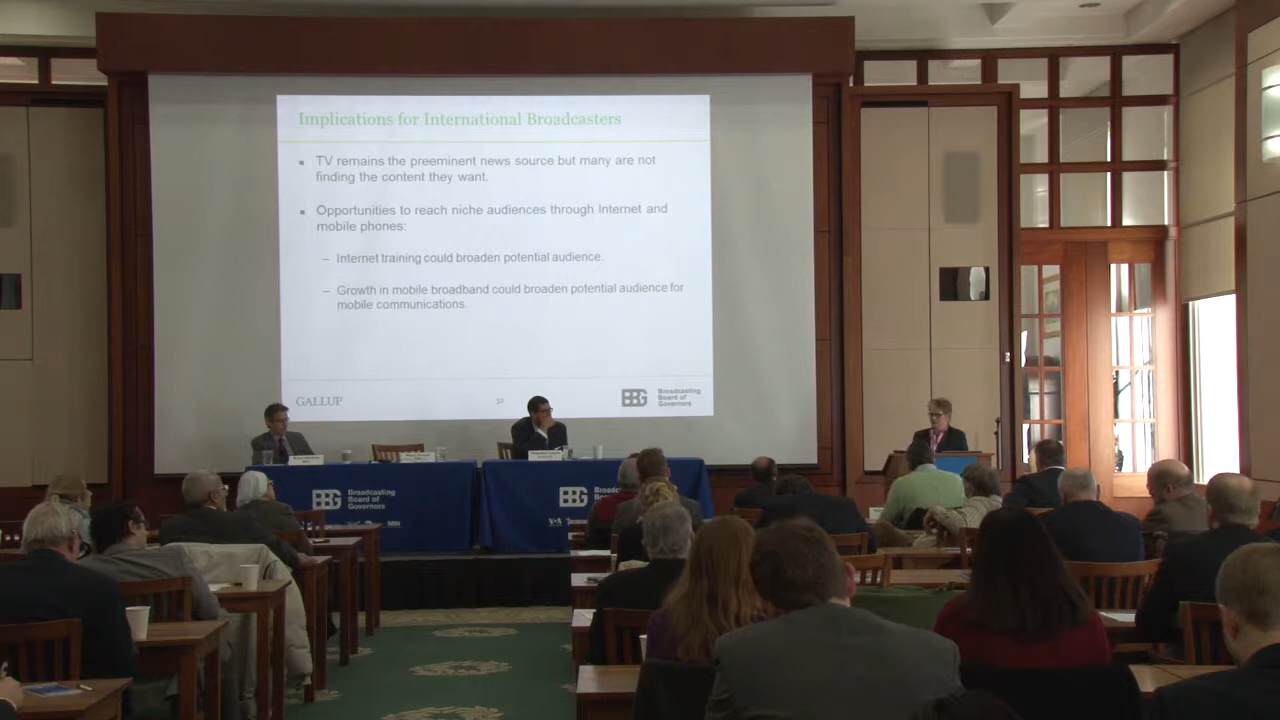 Implications for International Broadcasters
TV remains the preeminent news source but many are not
finding the content they want.
Opportunities to reach niche audiences through Internet and
mobile phones:
– Internet training could broaden potential audience.
– Growth in mobile broadband could broaden potential audience for
mobile communications.
GALLUP
BBG
Broadcasting
Board of
Governors
BBG
Broadcasting
Board of
Governors
BBG
VOA